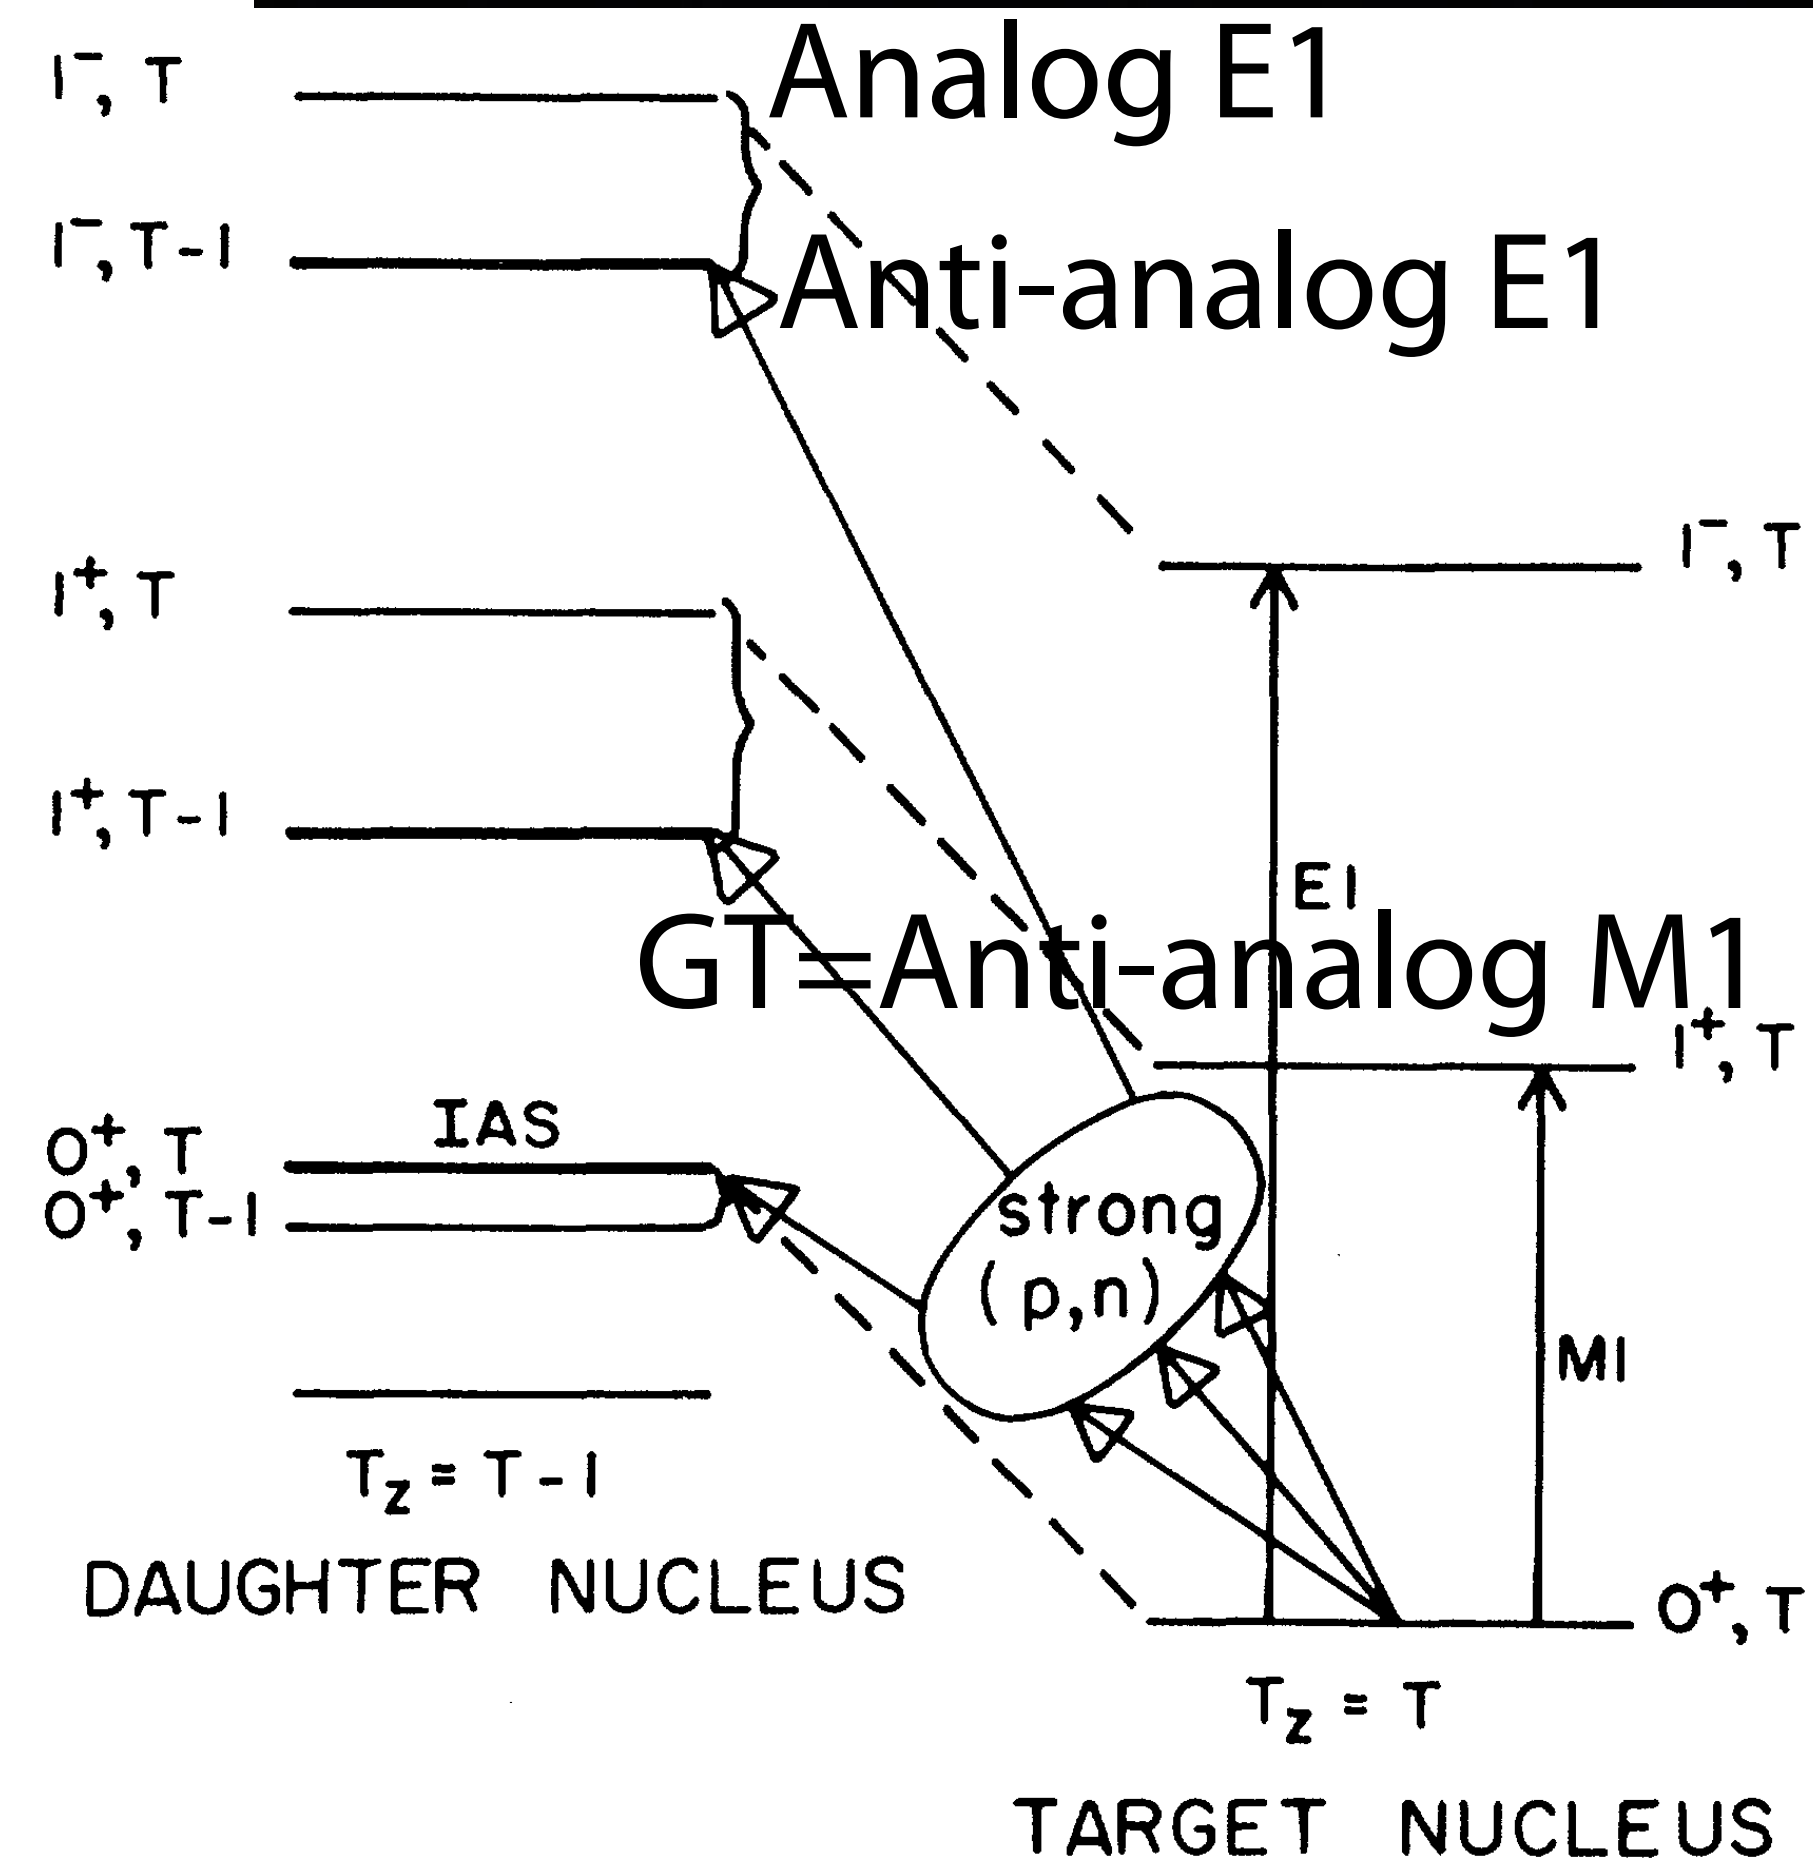 Analog E1
1⁻, T
1⁻, T-1
Anti-analog E1
1⁻, T
1⁺, T
1⁺, T-1
E1
GT=Anti-analog M1
1⁺, T
IAS
0⁺, T
0⁺, T-1
strong
(p,n)
M1
T_z = T-1
DAUGHTER NUCLEUS
0⁺, T
T_z = T
TARGET NUCLEUS